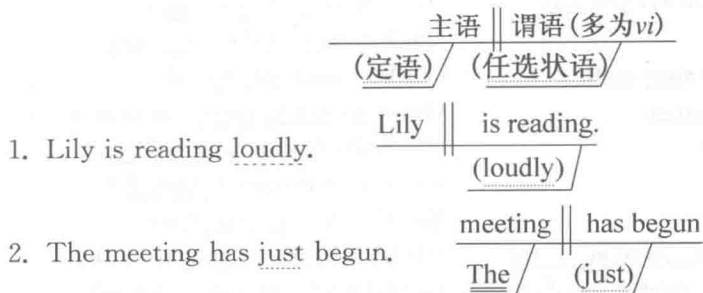 主语 谓语(多为vi)
(定语) (任选状语)
Lily is reading.
1. Lily is reading loudly.
(loudly)
meeting has begun
2. The meeting has just begun.
The (just)